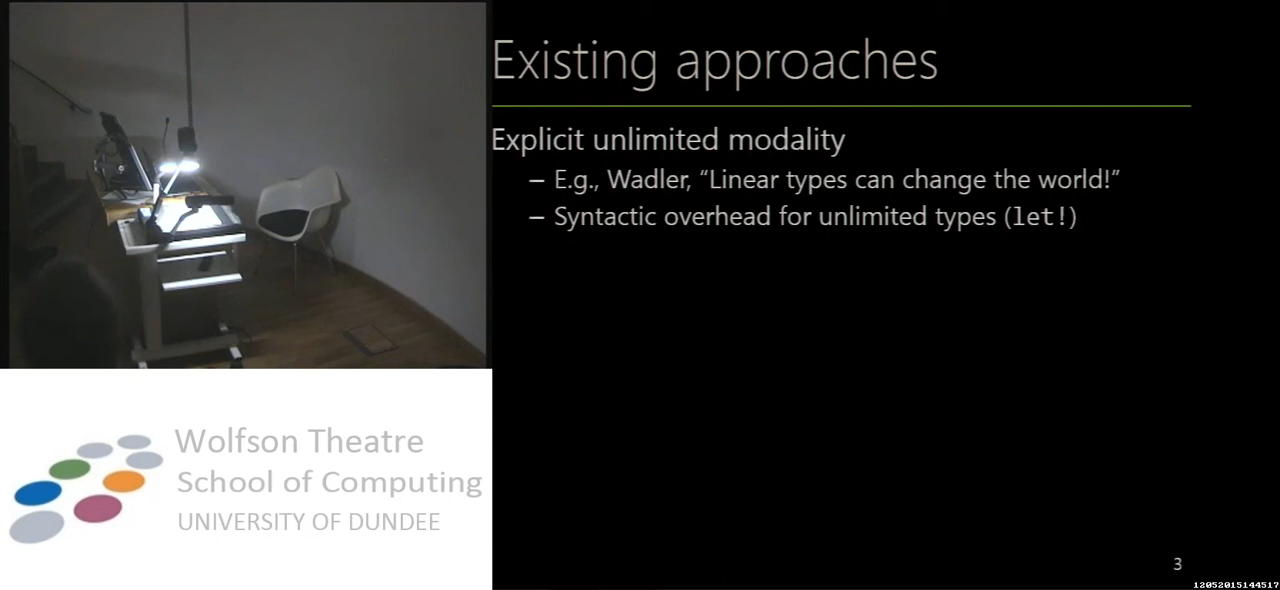 Existing approaches
Explicit unlimited modality
– E.g., Wadler, “Linear types can change the world!”
– Syntactic overhead for unlimited types (let!)
Wolfson Theatre
School of Computing
UNIVERSITY OF DUNDEE
3
12052015144517